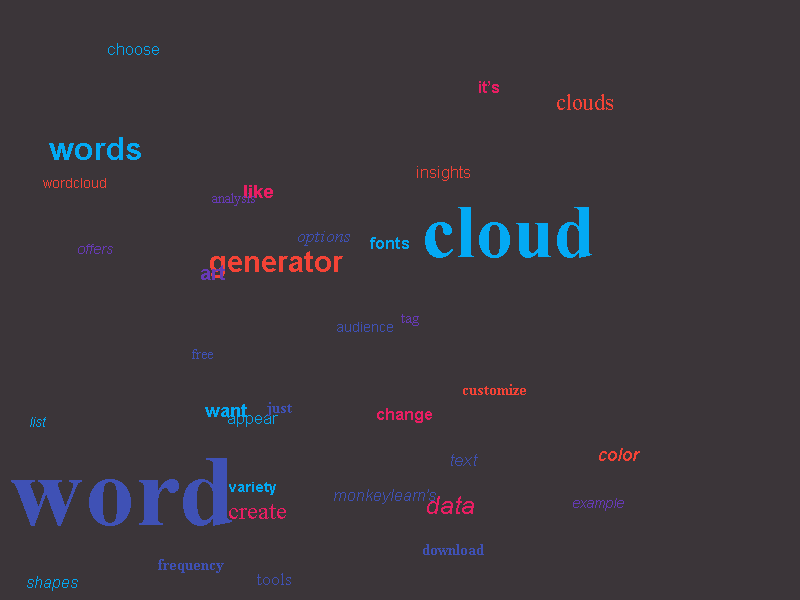 choose
it's
clouds
words
insights
wordcloud
like
analysis
cloud
options
fonts
offers
generator
art
tag
audience
free
customize
want
just
change
appear
list
color
text
word
variety
monkeylearn's
data
example
create
download
frequency
tools
shapes